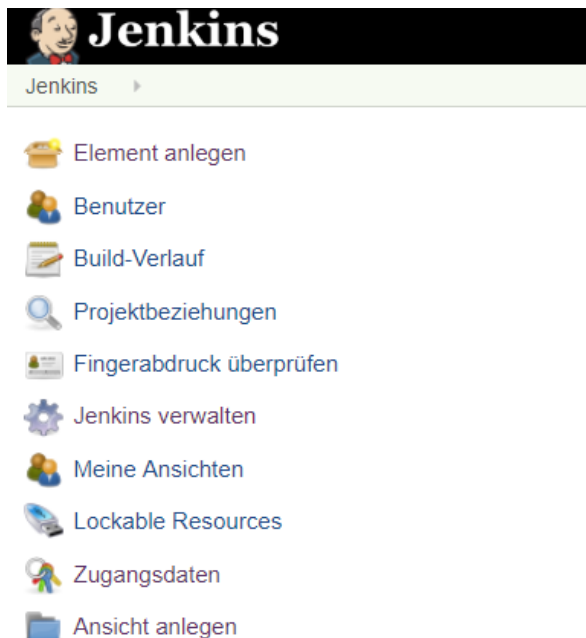 Jenkins
Jenkins
Element anlegen
Benutzer
Build-Verlauf
Projektbeziehungen
Fingerabdruck überprüfen
Jenkins verwalten
Meine Ansichten
Lockable Resources
Zugangsdaten
Ansicht anlegen